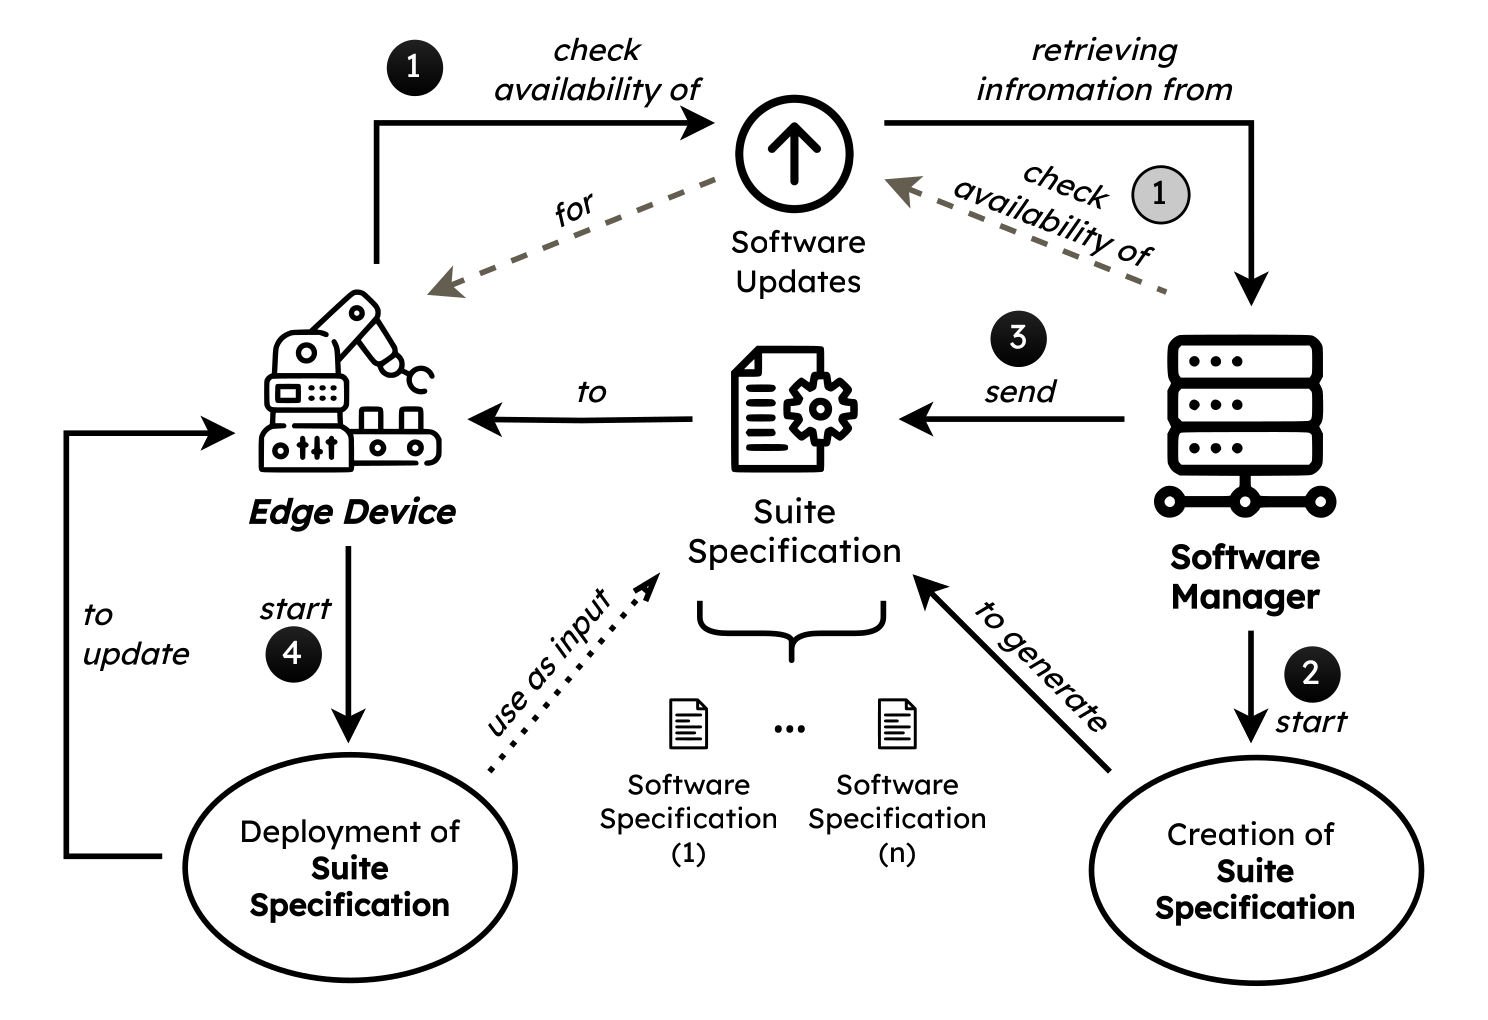 1
check
availability of
retrieving
infromation from
for
check
availability of
1
Software
Updates
3
send
to
Edge Device
Suite
Specification
Software
Manager
to
update
start
4
use as input
to generate
2
start
Software
Specification
(1)
...
Software
Specification
(n)
Deployment of
Suite
Specification
Creation of
Suite
Specification